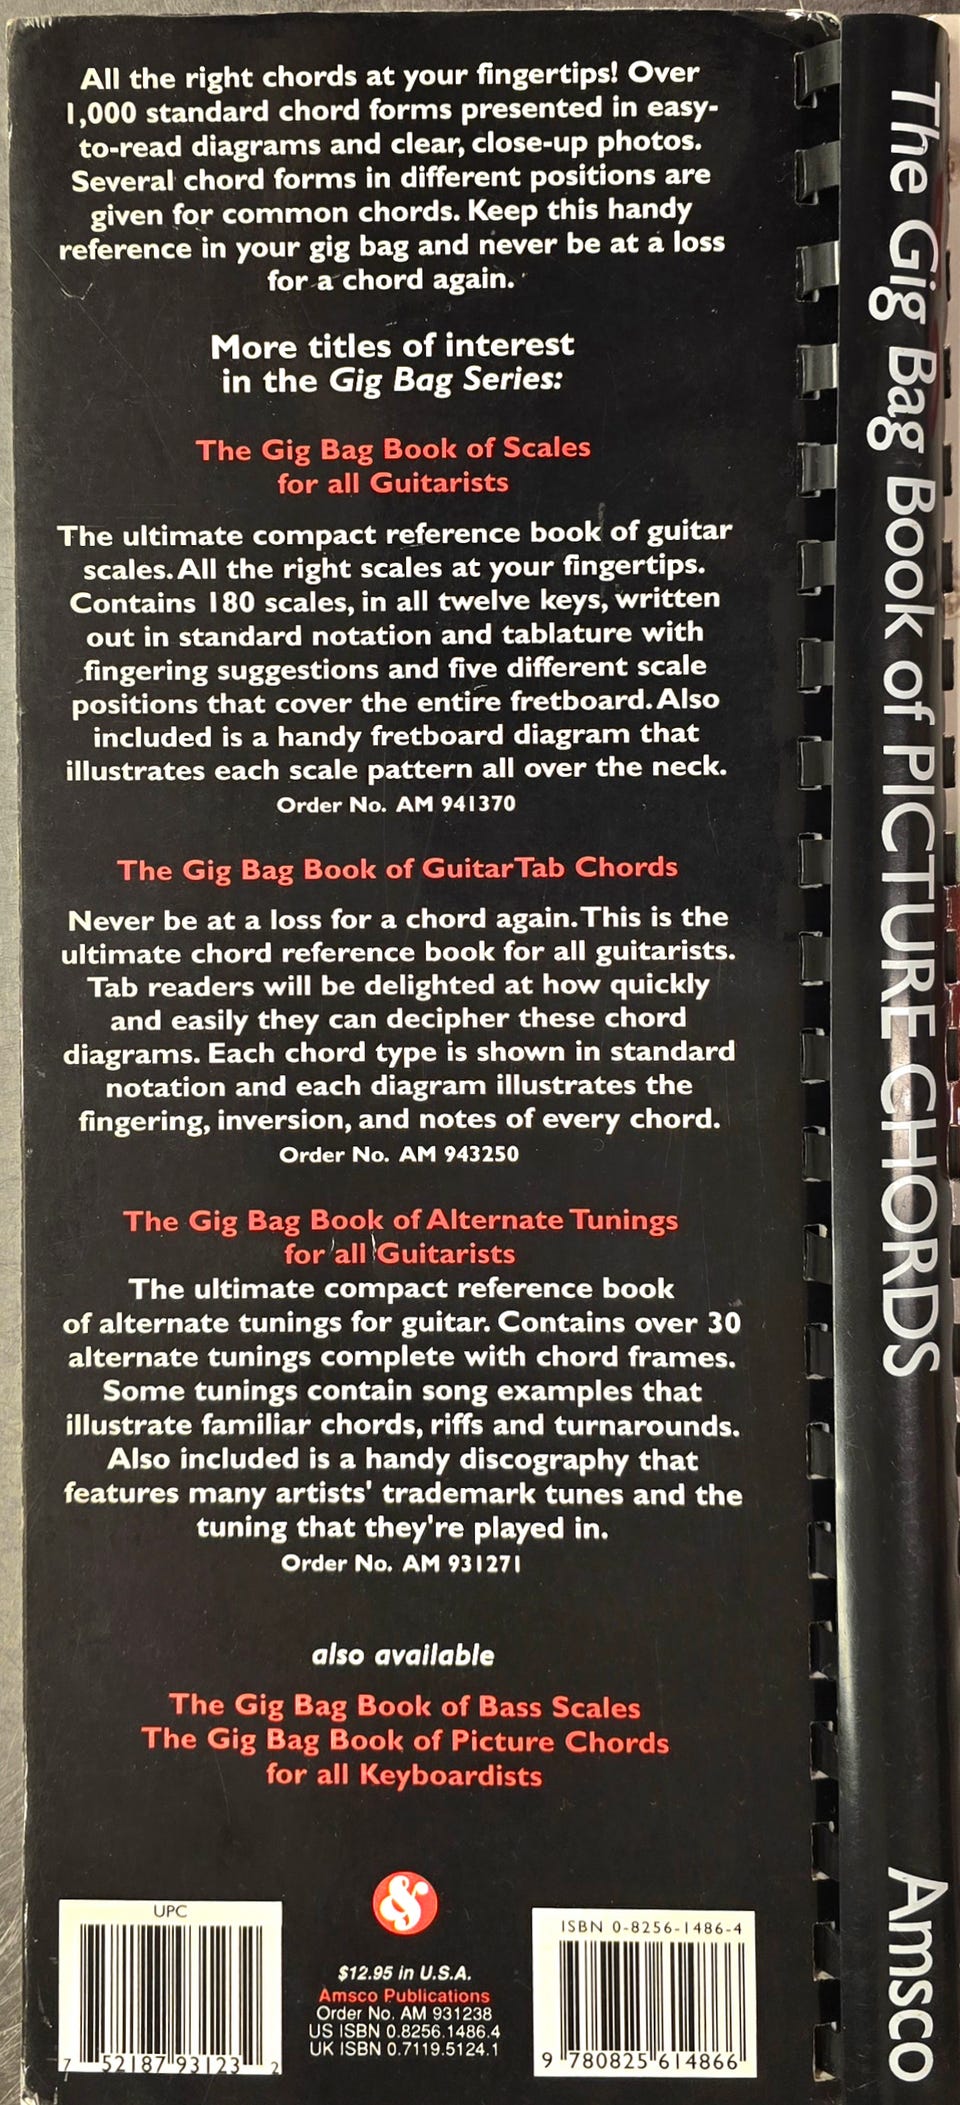 All the right chords at your fingertips! Over
1,000 standard chord forms presented in easy-
to-read diagrams and clear, close-up photos.
Several chord forms in different positions are
given for common chords. Keep this handy
reference in your gig bag and never be at a loss
for a chord again.
More titles of interest
in the Gig Bag Series:
The Gig Bag Book of Scales
for all Guitarists
The ultimate compact reference book of guitar
scales. All the right scales at your fingertips.
Contains 180 scales, in all twelve keys, written
out in standard notation and tablature with
fingering suggestions and five different scale
positions that cover the entire fretboard. Also
included is a handy fretboard diagram that
illustrates each scale pattern all over the neck.
Order No. AM 941370
The Gig Bag Book of Guitar Tab Chords
Never be at a loss for a chord again. This is the
ultimate chord reference book for all guitarists.
Tab readers will be delighted at how quickly
and easily they can decipher these chord
diagrams. Each chord type is shown in standard
notation and each diagram illustrates the
fingering, inversion, and notes of every chord.
Order No. AM 943250
The Gig Bag Book of Alternate Tunings
for all Guitarists
The ultimate compact reference book
of alternate tunings for guitar. Contains over 30
alternate tunings complete with chord frames.
Some tunings contain song examples that
illustrate familiar chords, riffs and turnarounds.
Also included is a handy discography that
features many artists' trademark tunes and the
tuning that they're played in.
Order No. AM 931271
also available
The Gig Bag Book of Bass Scales
The Gig Bag Book of Picture Chords
for all Keyboardists
UPC
7 52187 93123 2
&
$12.95 in U.S.A.
Amsco Publications
Order No. AM 931238
US ISBN 0.8256.1486.4
UK ISBN 0.7119.5124.1
ISBN 0-8256-1486-4
9 780825 614866
The Gig Bag Book of PICTURE CHORDS
Amsco